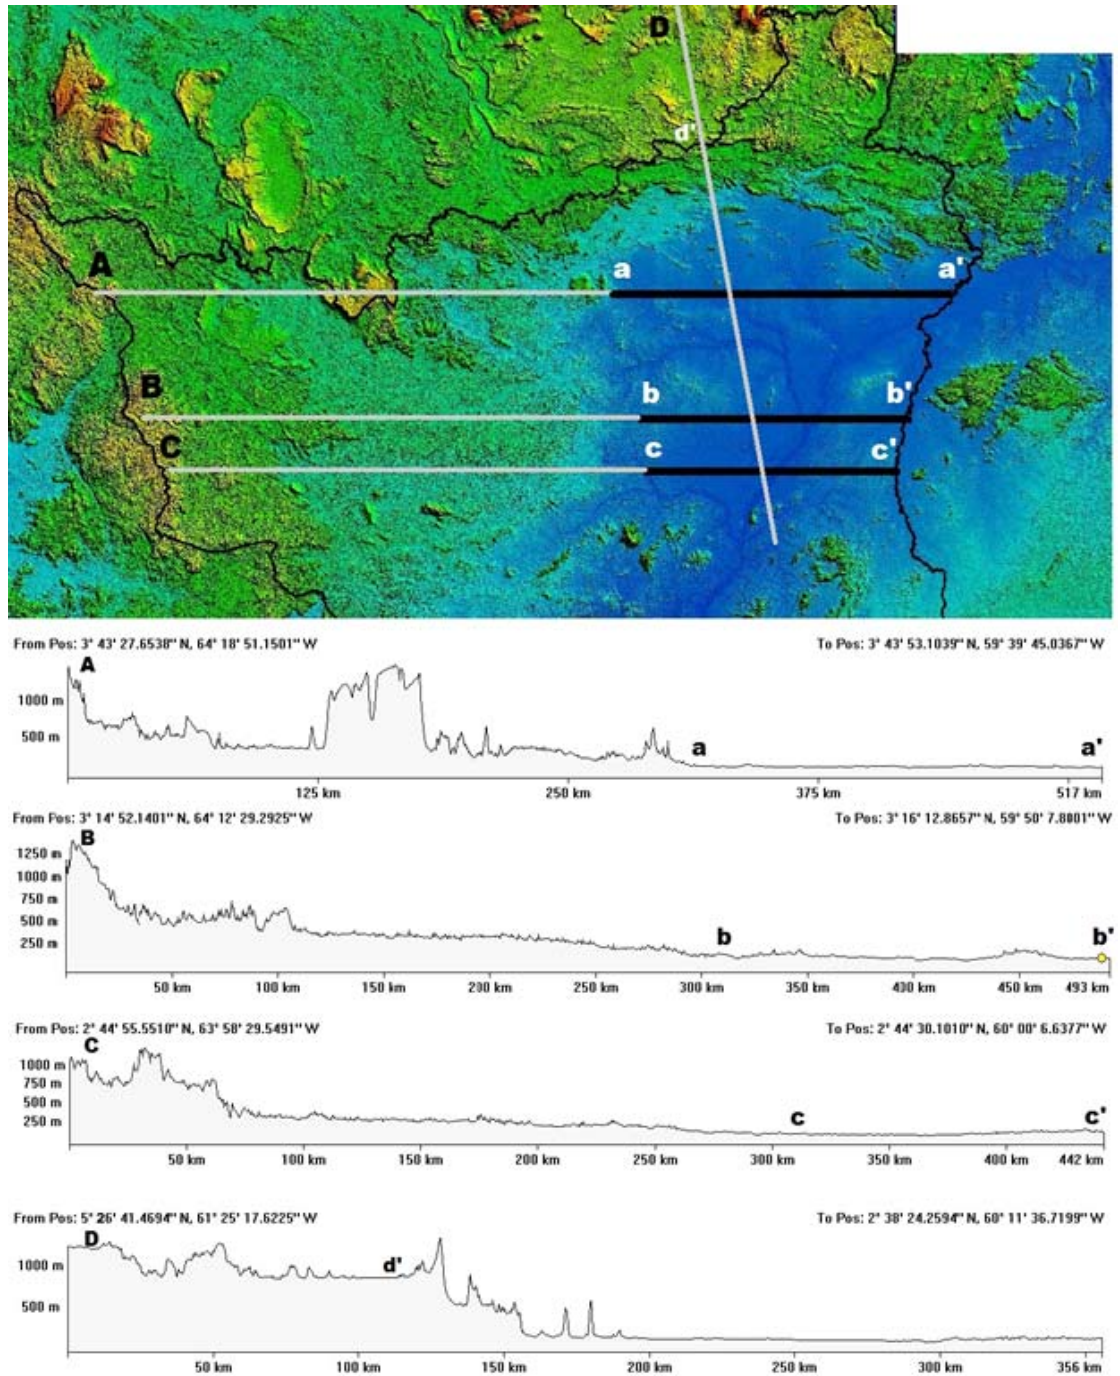 D
d'
A
a
a'
B
b
b'
C
c
c'
From Pos: 3° 43' 27.6538" N, 64° 18' 51.1501" W To Pos: 3° 43' 53.1039" N, 59° 39' 45.0367" W
A
1000 m
500 m
a
a'
125 km 250 km 375 km 517 km
From Pos: 3° 14' 52.1401" N, 64° 12' 29.2925" W To Pos: 3° 16' 12.8657" N, 59° 50' 7.8001" W
B
1250 m
1000 m
750 m
500 m
250 m
b
b'
50 km 100 km 150 km 200 km 250 km 300 km 350 km 400 km 450 km 493 km
From Pos: 2° 44' 55.5510" N, 63° 58' 29.5491" W To Pos: 2° 44' 30.1010" N, 60° 00' 6.6377" W
C
1000 m
750 m
500 m
250 m
c
c'
50 km 100 km 150 km 200 km 250 km 300 km 350 km 400 km 442 km
From Pos: 5° 26' 41.4694" N, 61° 25' 17.6225" W To Pos: 2° 38' 24.2594" N, 60° 11' 36.7199" W
D
d'
1000 m
500 m
50 km 100 km 150 km 200 km 250 km 300 km 356 km